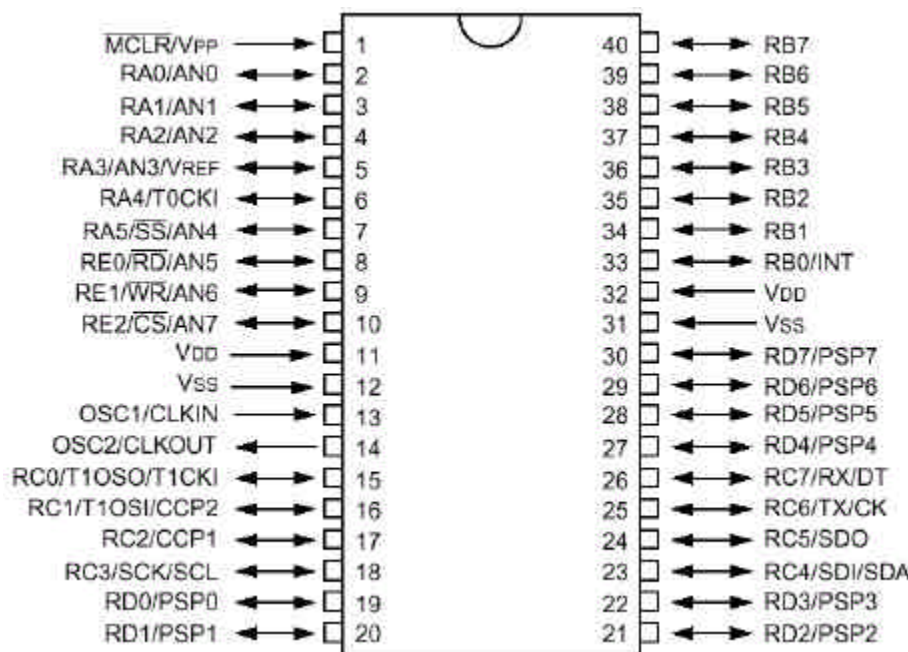 MCLR/VPP 1 40 RB7
RA0/AN0 2 39 RB6
RA1/AN1 3 38 RB5
RA2/AN2 4 37 RB4
RA3/AN3/VREF 5 36 RB3
RA4/T0CKI 6 35 RB2
RA5/SS/AN4 7 34 RB1
RE0/RD/AN5 8 33 RB0/INT
RE1/WR/AN6 9 32 VDD
RE2/CS/AN7 10 31 VSS
VDD 11 30 RD7/PSP7
VSS 12 29 RD6/PSP6
OSC1/CLKIN 13 28 RD5/PSP5
OSC2/CLKOUT 14 27 RD4/PSP4
RC0/T1OSO/T1CKI 15 26 RC7/RX/DT
RC1/T1OSI/CCP2 16 25 RC6/TX/CK
RC2/CCP1 17 24 RC5/SDO
RC3/SCK/SCL 18 23 RC4/SDI/SDA
RD0/PSP0 19 22 RD3/PSP3
RD1/PSP1 20 21 RD2/PSP2